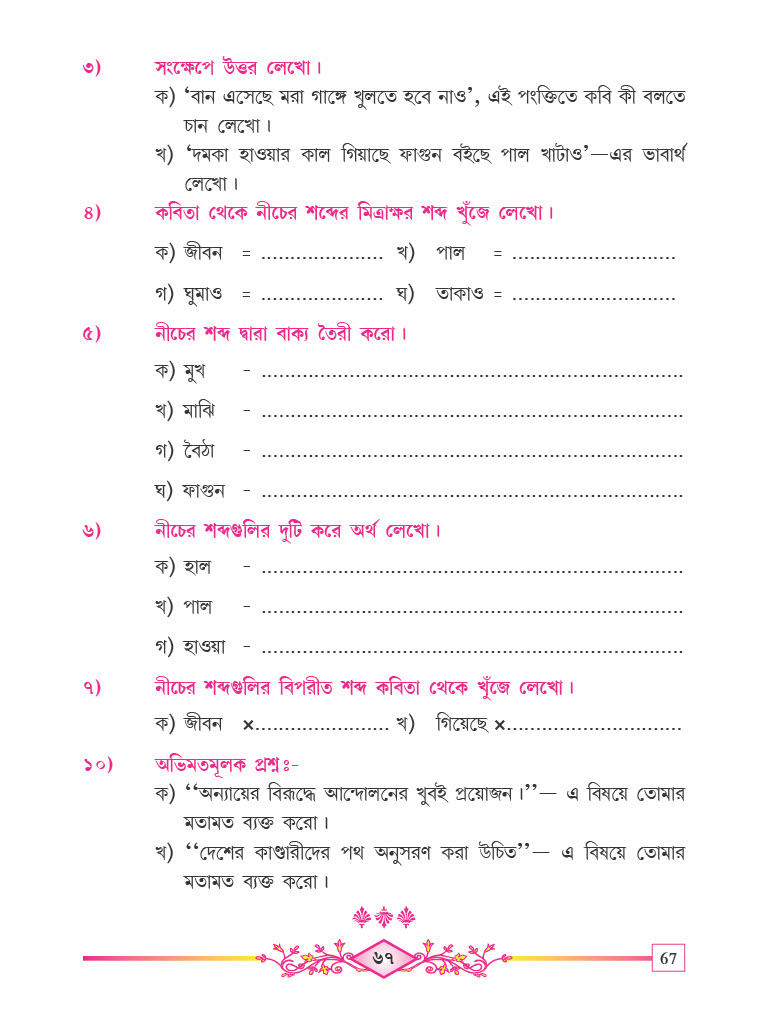 ৩) সংক্ষেপে উত্তর লেখো।
ক) ‘বান এসেছে মরা গাঙ্গে খুলতে হবে নাও’, এই পংক্তিতে কবি কী বলতে
চান লেখো।
খ) ‘দমকা হাওয়ার কাল গিয়াছে ফাগুন বইছে পাল খাটাও’—এর ভাবার্থ
লেখো।
৪) কবিতা থেকে নীচের শব্দের মিত্রাক্ষর শব্দ খুঁজে লেখো।
ক) জীবন = ..................... খ) পাল = ............................
গ) ঘুমাও = ..................... ঘ) তাকাও = ............................
৫) নীচের শব্দ দ্বারা বাক্য তৈরী করো।
ক) মুখ - ........................................................................
খ) মাঝি - ........................................................................
গ) বৈঠা - ........................................................................
ঘ) ফাগুন - ........................................................................
৬) নীচের শব্দগুলির দুটি করে অর্থ লেখো।
ক) হাল - ........................................................................
খ) পাল - ........................................................................
গ) হাওয়া - ........................................................................
৭) নীচের শব্দগুলির বিপরীত শব্দ কবিতা থেকে খুঁজে লেখো।
ক) জীবন ×....................... খ) গিয়েছে ×..............................
১০) অভিমতমূলক প্রশ্নঃ-
ক) ‘‘অন্যায়ের বিরূদ্ধে আন্দোলনের খুবই প্রয়োজন।’’— এ বিষয়ে তোমার
মতামত ব্যক্ত করো।
খ) ‘‘দেশের কাণ্ডারীদের পথ অনুসরণ করা উচিত’’— এ বিষয়ে তোমার
মতামত ব্যক্ত করো।
৬৭ 67